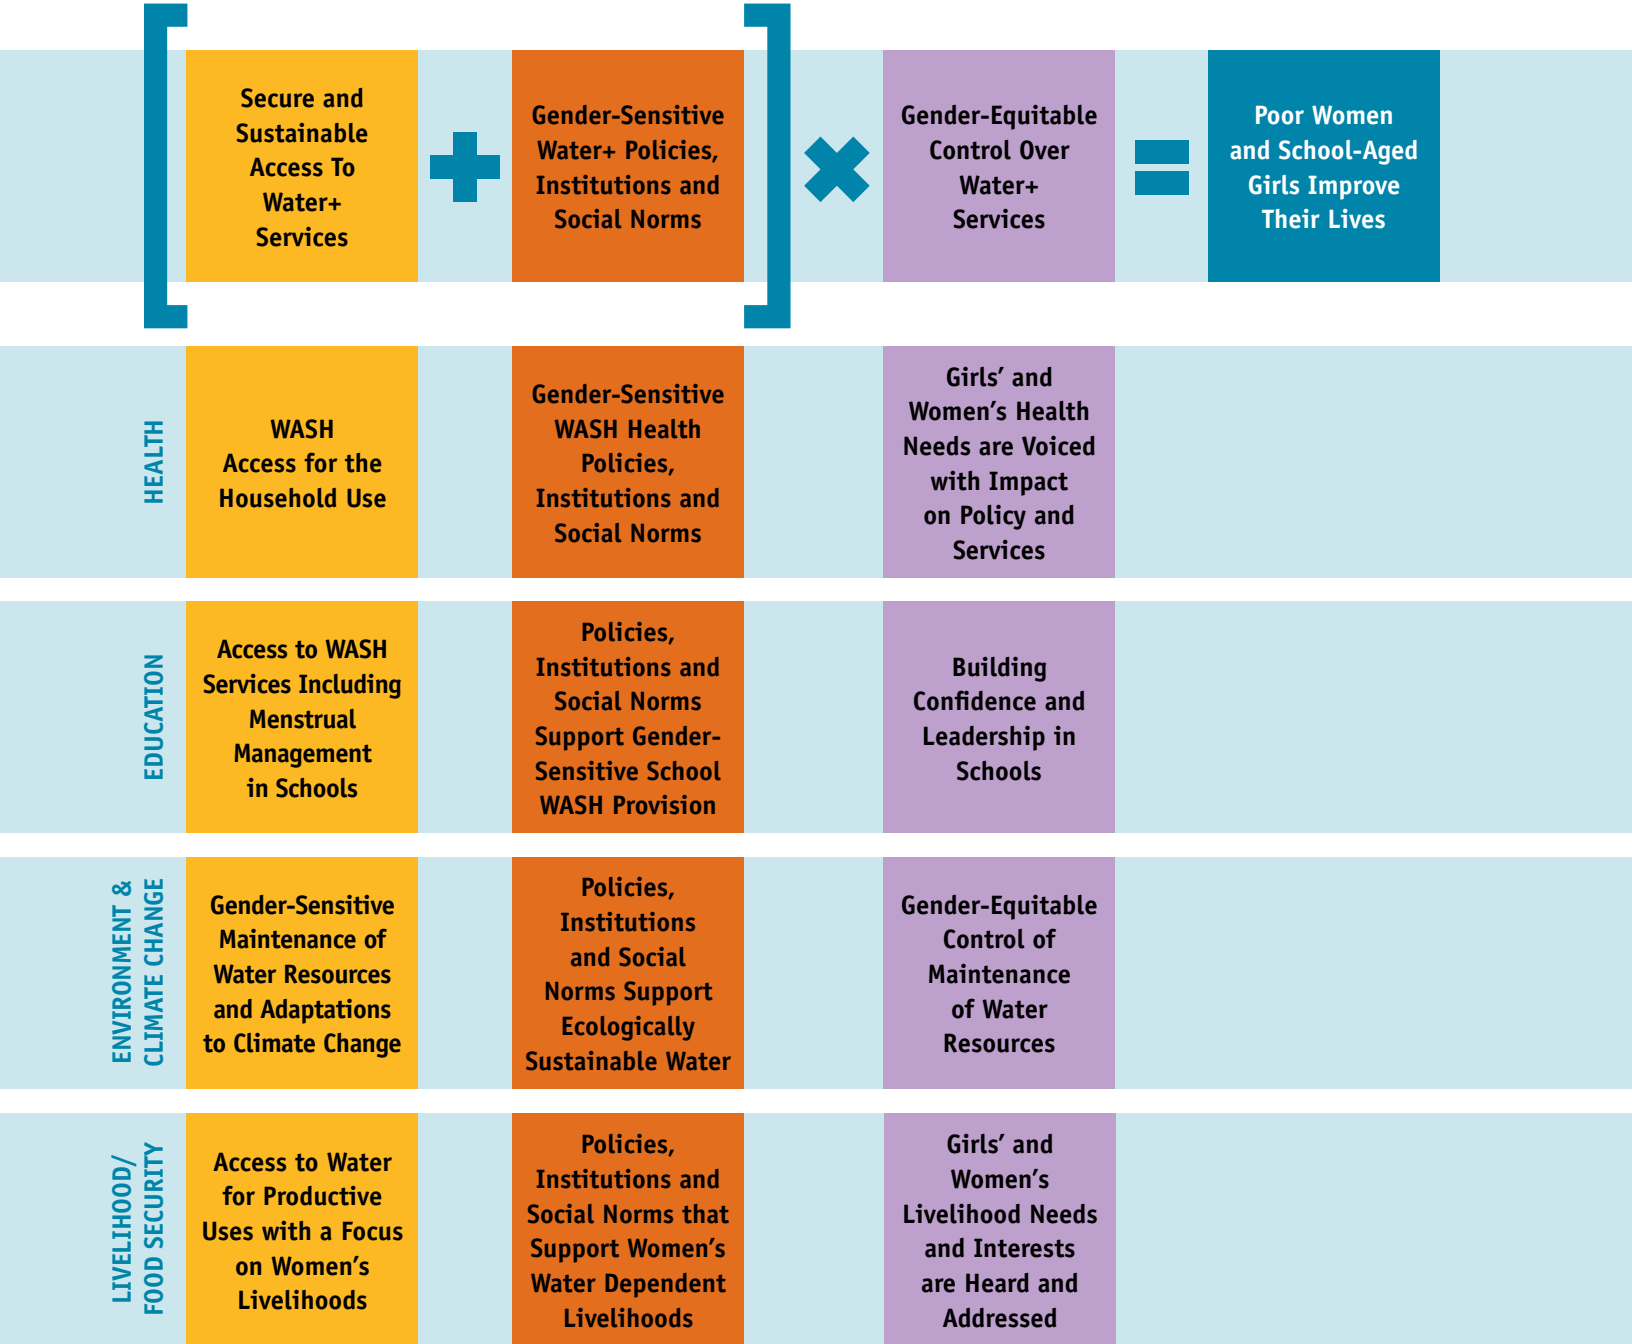 Secure and
Sustainable
Access To
Water+
Services
Gender-Sensitive
Water+ Policies,
Institutions and
Social Norms
Gender-Equitable
Control Over
Water+
Services
Poor Women
and School-Aged
Girls Improve
Their Lives
HEALTH
WASH
Access for the
Household Use
Gender-Sensitive
WASH Health
Policies,
Institutions and
Social Norms
Girls’ and
Women’s Health
Needs are Voiced
with Impact
on Policy and
Services
EDUCATION
Access to WASH
Services Including
Menstrual
Management
in Schools
Policies,
Institutions and
Social Norms
Support Gender-
Sensitive School
WASH Provision
Building
Confidence and
Leadership in
Schools
ENVIRONMENT &
CLIMATE CHANGE
Gender-Sensitive
Maintenance of
Water Resources
and Adaptations
to Climate Change
Policies,
Institutions
and Social
Norms Support
Ecologically
Sustainable Water
Gender-Equitable
Control of
Maintenance
of Water
Resources
LIVELIHOOD/
FOOD SECURITY
Access to Water
for Productive
Uses with a Focus
on Women’s
Livelihoods
Policies,
Institutions and
Social Norms that
Support Women’s
Water Dependent
Livelihoods
Girls’ and
Women’s
Livelihood Needs
and Interests
are Heard and
Addressed